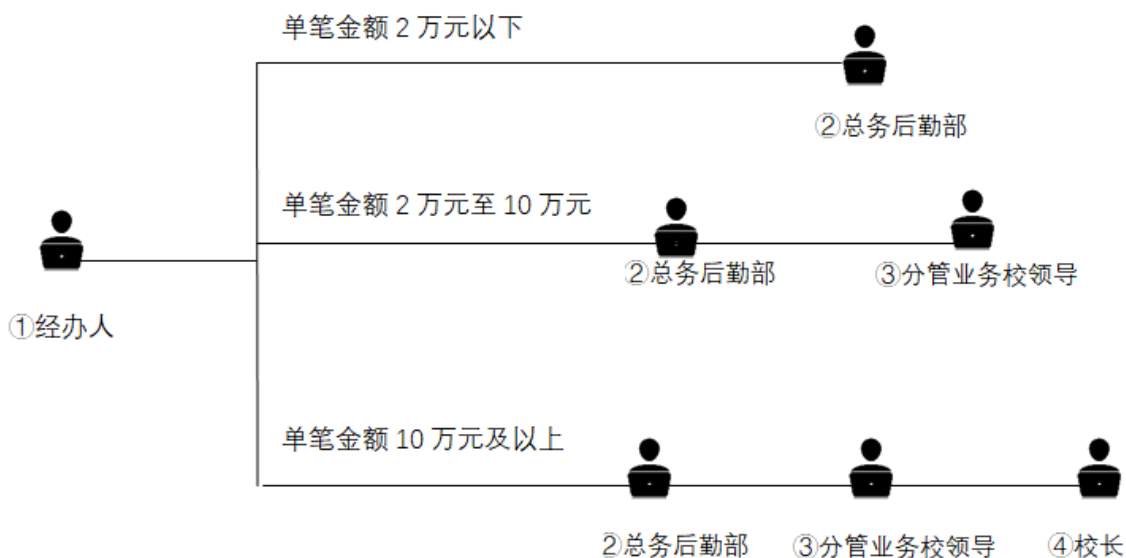 单笔金额 2 万元以下
②总务后勤部
单笔金额 2 万元至 10 万元
②总务后勤部
③分管业务校领导
①经办人
单笔金额 10 万元及以上
②总务后勤部
③分管业务校领导
④校长